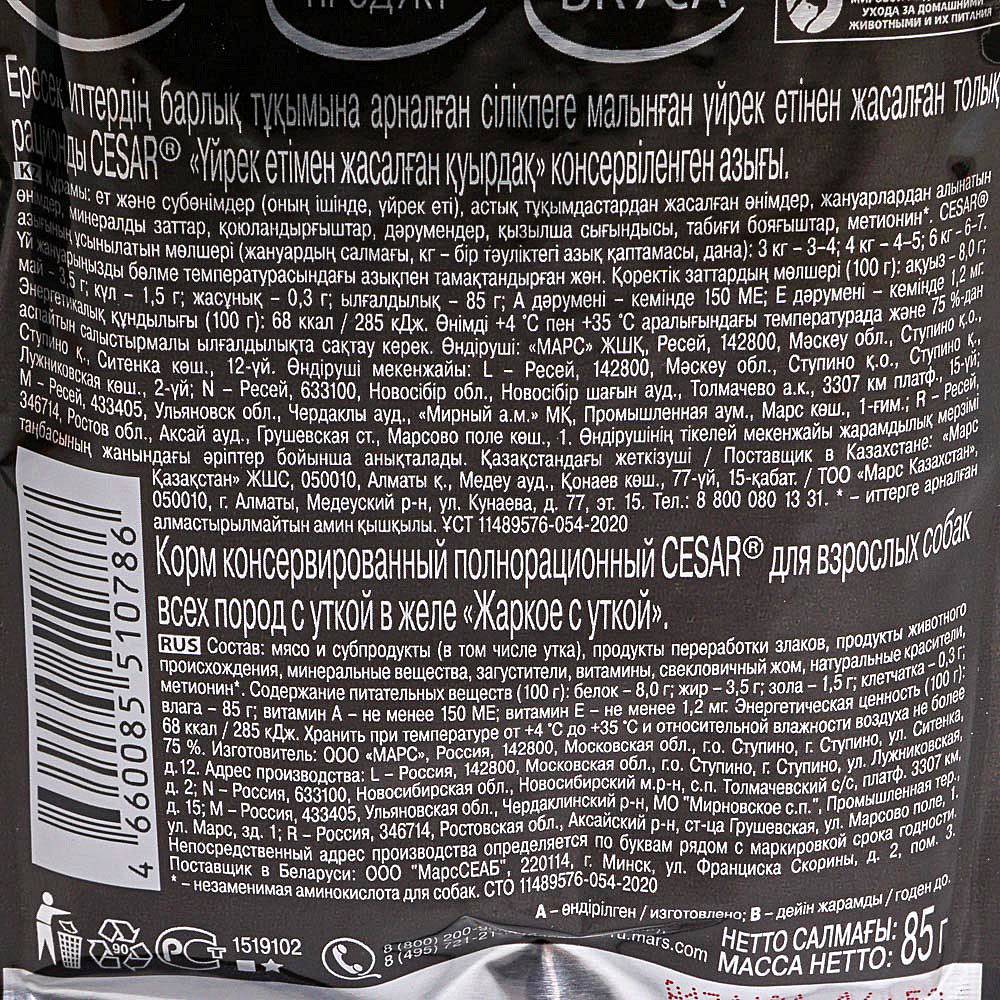 ПРОДУКТ
ВКУСА
УХОДА ЗА ДОМАШНИМИ
ЖИВОТНЫМИ И ИХ ПИТАНИЯ
Ересек иттердің барлық тұқымына арналған сілікпеге малынған үйрек етінен жасалған толық
рационды CESAR® «Үйрек етімен жасалған қуырдақ» консервіленген азығы.
KZ Құрамы: ет және субөнімдер (оның ішінде, үйрек еті), астық тұқымдастардан жасалған өнімдер, жануарлардан алынатын
өнімдер, минералды заттар, қоюландырғыштар, дәрумендер, қызылша сығындысы, табиғи бояғыштар, метионин*. CESAR®
азығының ұсынылатын мөлшері (жануардың салмағы, кг – бір тәуліктегі азық қаптамасы, дана): 3 кг – 3–4; 4 кг – 4–5; 6 кг – 6–7.
Үй жануарыңызды бөлме температурасындағы азықпен тамақтандырған жөн. Қоректік заттардың мөлшері (100 г): ақуыз – 8,0 г;
май – 3,5 г; күл – 1,5 г; жасұнық – 0,3 г; ылғалдылық – 85 г; А дәрумені – кемінде 150 МЕ; Е дәрумені – кемінде 1,2 мг.
Энергетикалық құндылығы (100 г): 68 ккал / 285 кДж. Өнімді +4 ˚С пен +35 ˚С аралығындағы температурада және 75 %-дан
аспайтын салыстырмалы ылғалдылықта сақтау керек. Өндіруші: «МАРС» ЖШҚ, Ресей, 142800, Мәскеу обл., Ступино қ.о.,
Ступино қ., Ситенка көш., 12-үй. Өндіруші мекенжайы: L – Ресей, 142800, Мәскеу обл., Ступино қ.о., Ступино қ.,
Лужниковская көш., 2-үй; N – Ресей, 633100, Новосібір обл., Новосібір шағын ауд., Толмачево а.к., 3307 км платф., 15-үй;
М – Ресей, 433405, Ульяновск обл., Чердаклы ауд., «Мирный а.м.» МҚ, Промышленная аум., Марс көш., 1-ғим.; R – Ресей,
346714, Ростов обл., Аксай ауд., Грушевская ст., Марсово поле көш., 1. Өндірушінің тікелей мекенжайы жарамдылық мерзімі
таңбасының жанындағы әріптер бойынша анықталады. Қазақстандағы жеткізуші / Поставщик в Казахстане: «Марс
Қазақстан» ЖШС, 050010, Алматы қ., Медеу ауд., Қонаев көш., 77-үй, 15-қабат. / ТОО «Марс Казахстан»,
050010, г. Алматы, Медеуский р-н, ул. Кунаева, д. 77, эт. 15. Тел.: 8 800 080 13 31. * – иттерге арналған
алмастырылмайтын амин қышқылы. ҰСТ 11489576-054-2020
Корм консервированный полнорационный CESAR® для взрослых собак
всех пород с уткой в желе «Жаркое с уткой».
RUS Состав: мясо и субпродукты (в том числе утка), продукты переработки злаков, продукты животного
происхождения, минеральные вещества, загустители, витамины, свекловичный жом, натуральные красители,
метионин*. Содержание питательных веществ (100 г): белок – 8,0 г; жир – 3,5 г; зола – 1,5 г; клетчатка – 0,3 г;
влага – 85 г; витамин А – не менее 150 МЕ; витамин Е – не менее 1,2 мг. Энергетическая ценность (100 г):
68 ккал / 285 кДж. Хранить при температуре от +4 ˚С до +35 ˚С и относительной влажности воздуха не более
75 %. Изготовитель: ООО «МАРС», Россия, 142800, Московская обл., г.о. Ступино, г. Ступино, ул. Ситенка,
д.12. Адрес производства: L – Россия, 142800, Московская обл., г.о. Ступино, г. Ступино, ул. Лужниковская,
д. 2; N – Россия, 633100, Новосибирская обл., Новосибирский м.р-н, с.п. Толмачевский с/с, платф. 3307 км,
д. 15; М – Россия, 433405, Ульяновская обл., Чердаклинский р-н, МО "Мирновское с.п.", Промышленная тер.,
ул. Марс, зд. 1; R – Россия, 346714, Ростовская обл., Аксайский р-н, ст-ца Грушевская, ул. Марсово поле, 1.
Непосредственный адрес производства определяется по буквам рядом с маркировкой срока годности.
Поставщик в Беларуси: ООО "МарсСЕАБ", 220114, г. Минск, ул. Франциска Скорины, д. 2, пом. 3.
* – незаменимая аминокислота для собак. СТО 11489576-054-2020
4 660085 510786
А – өндірілген / изготовлено; В – дейін жарамды / годен до.
90
1519102
8 (800) 200-
8 (495) 721-21
ru.mars.com
НЕТТО САЛМАҒЫ:
МАССА НЕТТО: 85 г